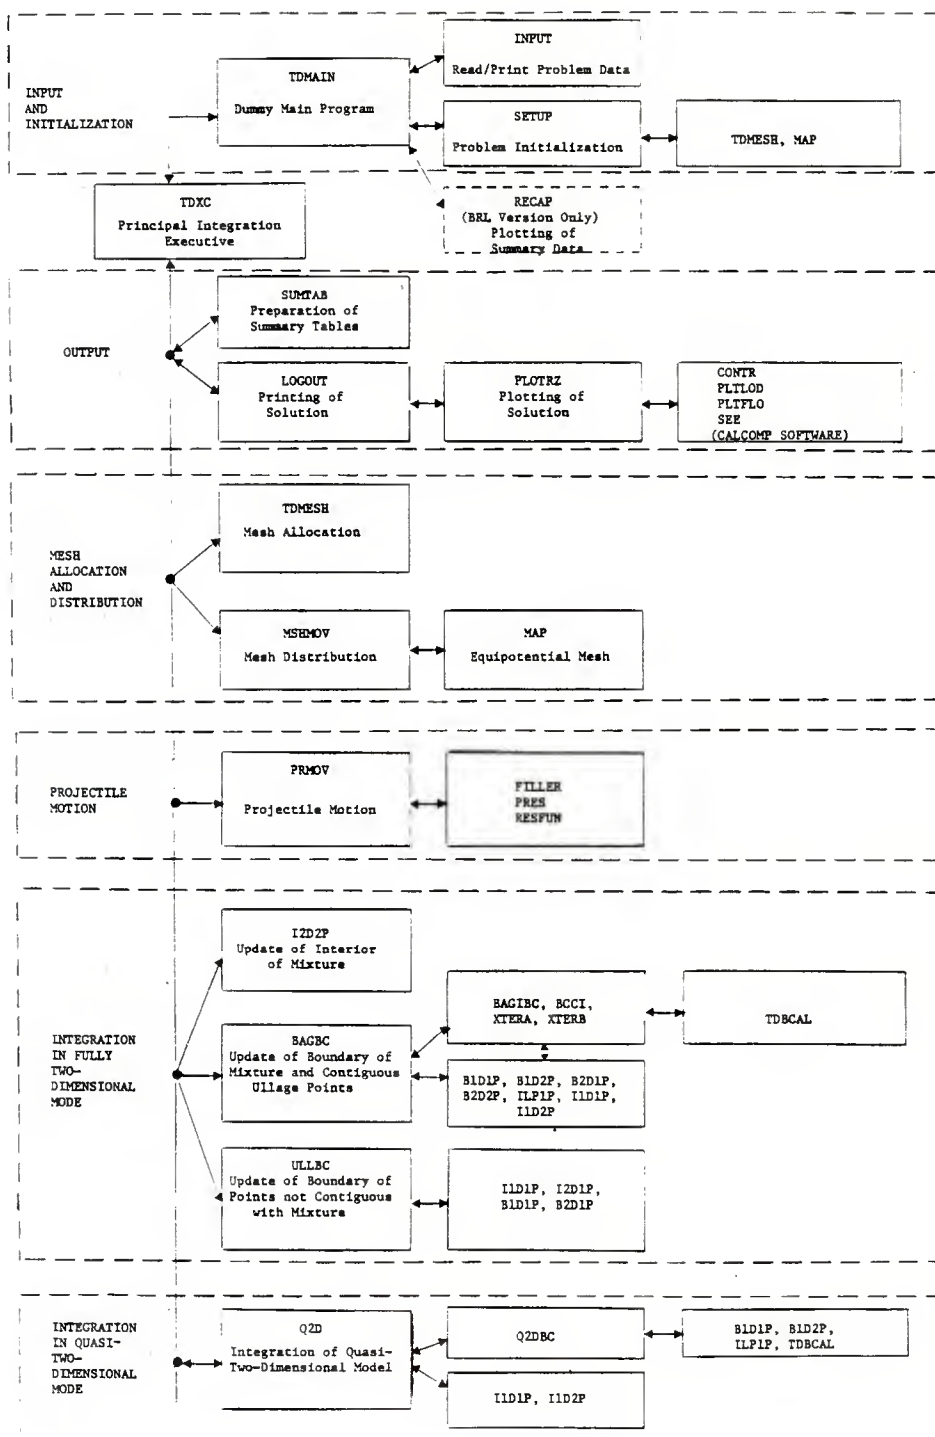 INPUT
AND
INITIALIZATION
TDMAIN
Dummy Main Program
INPUT
Read/Print Problem Data
SETUP
Problem Initialization
TDMESH, MAP
RECAP
(BRL Version Only)
Plotting of
Summary Data
TDXC
Principal Integration
Executive
OUTPUT
SUMTAB
Preparation of
Summary Tables
LOGOUT
Printing of
Solution
PLOTRZ
Plotting of
Solution
CONTR
PLTLOD
PLTFLO
SEE
(CALCOMP SOFTWARE)
MESH
ALLOCATION
AND
DISTRIBUTION
TDMESH
Mesh Allocation
MSHMOV
Mesh Distribution
MAP
Equipotential Mesh
PROJECTILE
MOTION
PRMOV
Projectile Motion
FILLER
PRES
RESFUN
INTEGRATION
IN FULLY
TWO-
DIMENSIONAL
MODE
I2D2P
Update of Interior
of Mixture
BAGBC
Update of Boundary of
Mixture and Contiguous
Ullage Points
BAGIBC, BCCI,
XTERA, XTERB
TDBCAL
B1D1P, B1D2P, B2D1P,
B2D2P, ILP1P, I1D1P,
I1D2P
ULLBC
Update of Boundary of
Points not Contiguous
with Mixture
I1D1P, I2D1P,
B1D1P, B2D1P
INTEGRATION
IN QUASI-
TWO-
DIMENSIONAL
MODE
Q2D
Integration of Quasi-
Two-Dimensional Model
Q2DBC
B1D1P, B1D2P,
ILP1P, TDBCAL
I1D1P, I1D2P